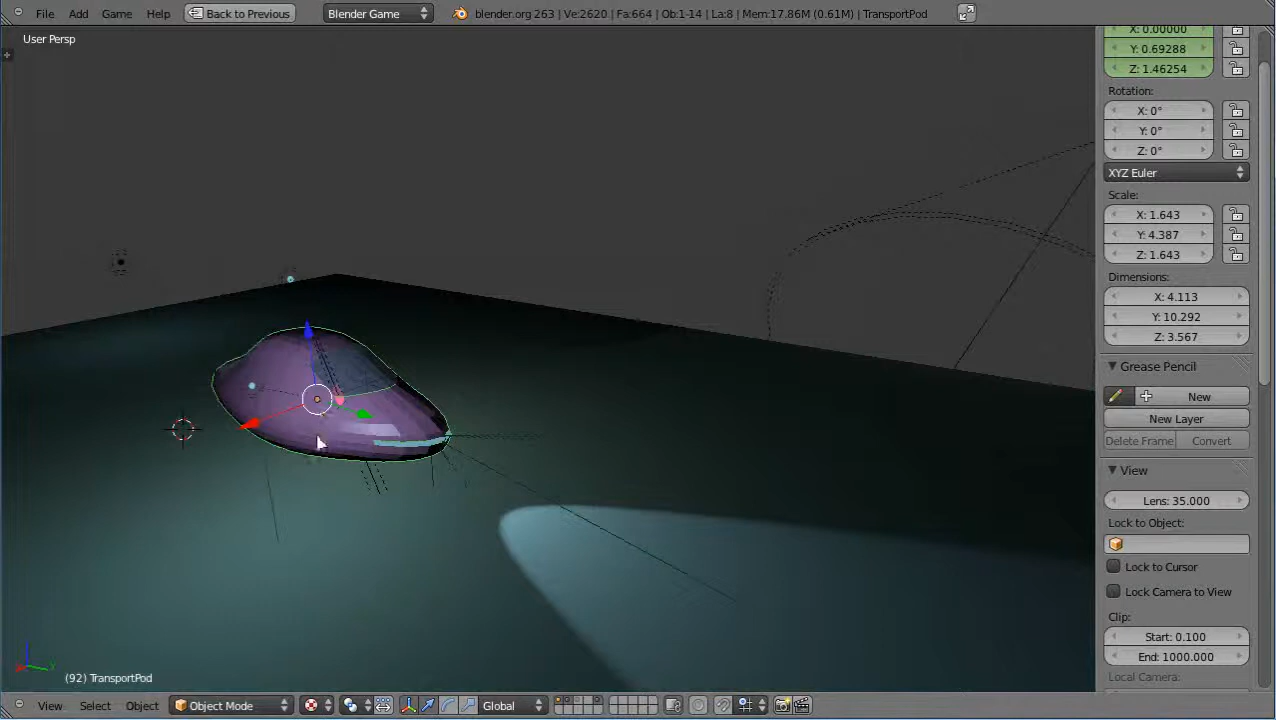 File Add Game Help Back to Previous Blender Game blender.org 263 | Ve:2620 | Fa:664 | Ob:1-14 | La:8 | Mem:17.86M (0.61M) | TransportPod
User Persp
X: 0.00000
Y: 0.69288
Z: 1.46254
Rotation:
X: 0°
Y: 0°
Z: 0°
XYZ Euler
Scale:
X: 1.643
Y: 4.387
Z: 1.643
Dimensions:
X: 4.113
Y: 10.292
Z: 3.567
Grease Pencil
New
New Layer
Delete Frame Convert
View
Lens: 35.000
Lock to Object:
Lock to Cursor
Lock Camera to View
Clip:
Start: 0.100
End: 1000.000
Local Camera:
(92) TransportPod
View Select Object Object Mode Global